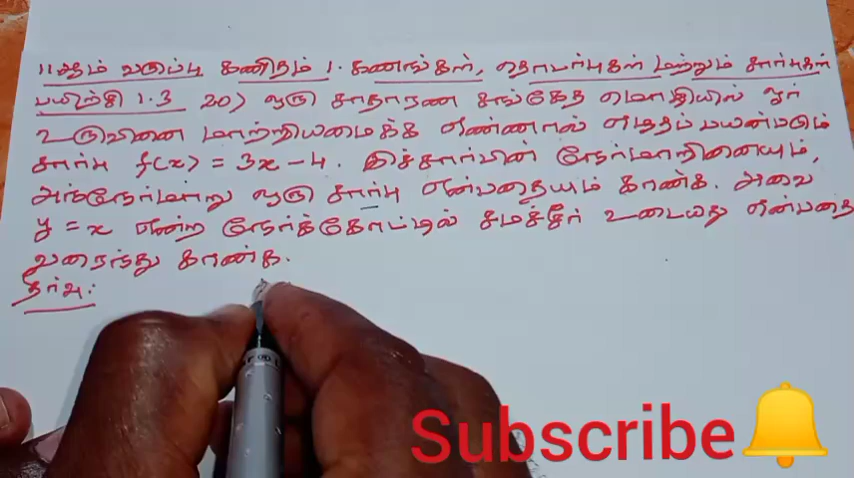 11ஆம் வகுப்பு கணிதம் 1. கணங்கள், தொடர்புகள் மற்றும் சார்புகள்
பயிற்சி 1.3 20) ஒரு சாதாரண சங்கேத மொழியில் ஓர்
உருவினை மாற்றியமைக்க எண்ணால் எழுதப் பயன்படும்
சார்பு f(x) = 3x - 4. இச்சார்பின் நேர்மாறினையும்,
அந்நேர்மாறு ஒரு சார்பு என்பதையும் காண்க. அவை
y = x என்ற நேர்க்கோட்டில் சமச்சீர் உடையது என்பதை
வரைந்து காண்க.
தீர்வு:
Subscribe